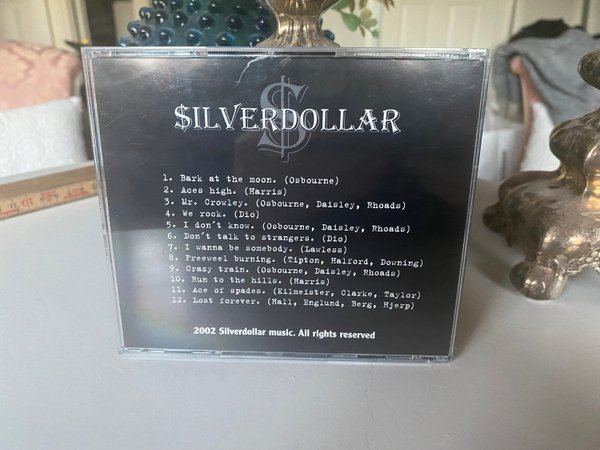 $ILVERDOLLAR
1. Bark at the moon. (Osbourne)
2. Aces high. (Harris)
3. Mr. Crowley. (Osbourne, Daisley, Rhoads)
4. We rock. (Dio)
5. I don't know. (Osbourne, Daisley, Rhoads)
6. Don't talk to strangers. (Dio)
7. I wanna be somebody. (Lawless)
8. Freeweel burning. (Tipton, Halford, Downing)
9. Crazy train. (Osbourne, Daisley, Rhoads)
10. Run to the hills. (Harris)
11. Ace of spades. (Kilmeister, Clarke, Taylor)
12. Lost forever. (Hall, Englund, Berg, Hjerp)
2002 Silverdollar music. All rights reserved
10